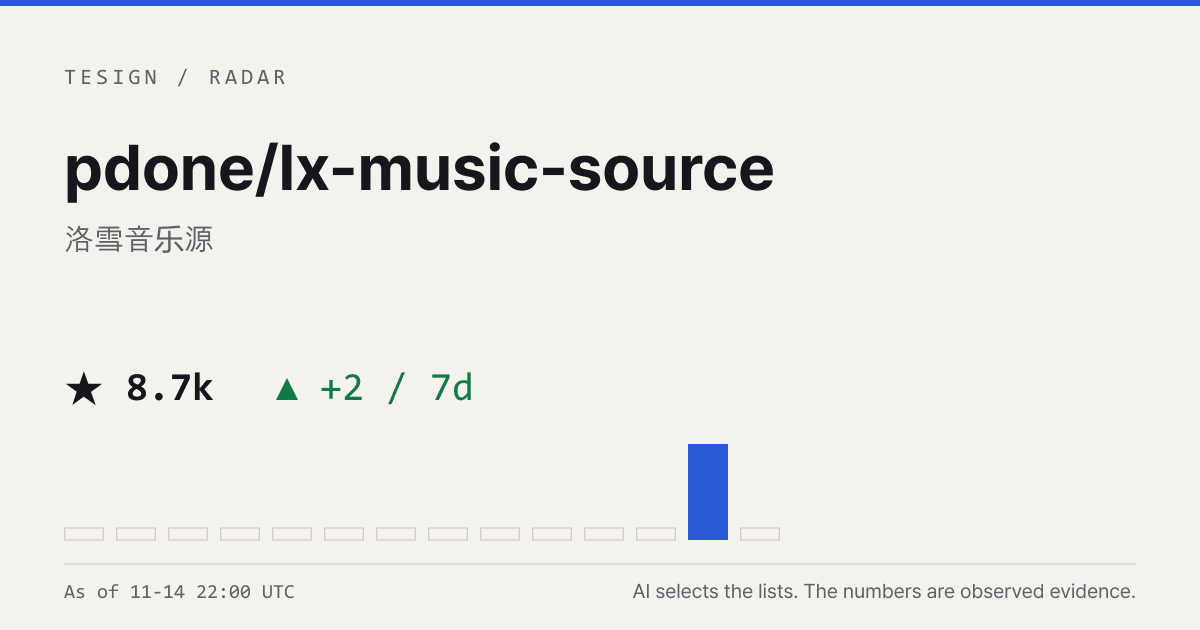 TESIGN / RADAR
pdone/lx-music-source
洛雪音乐源
★ 8.7k ▲ +2 / 7d
As of 11-14 22:00 UTC
AI selects the lists. The numbers are observed evidence.